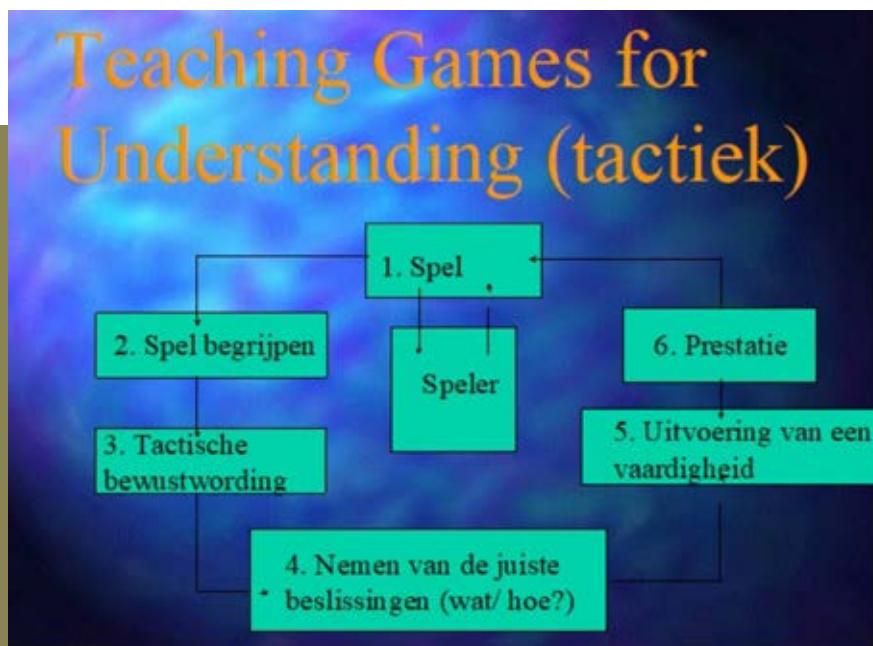 Teaching Games for
Understanding (tactiek)
1. Spel
2. Spel begrijpen
Speler
6. Prestatie
3. Tactische
bewustwording
5. Uitvoering van een
vaardigheid
4. Nemen van de juiste
beslissingen (wat/ hoe?)